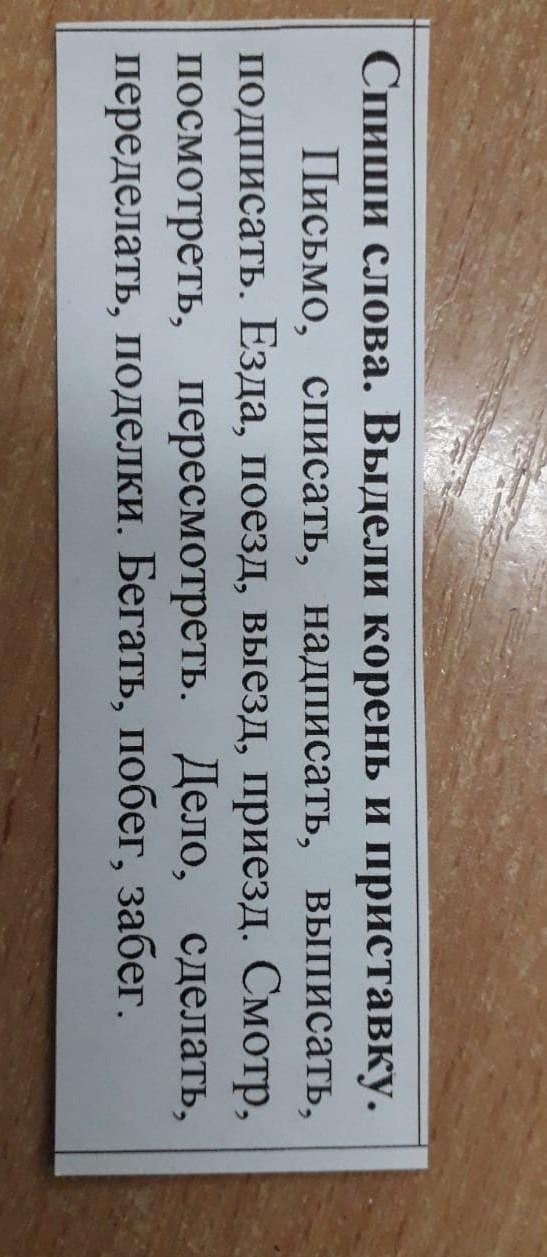 Спиши слова. Выдели корень и приставку.
Письмо, списать, надписать, выписать,
подписать. Езда, поезд, выезд, приезд. Смотр,
посмотреть, пересмотреть. Дело, сделать,
переделать, поделки. Бегать, побег, забег.